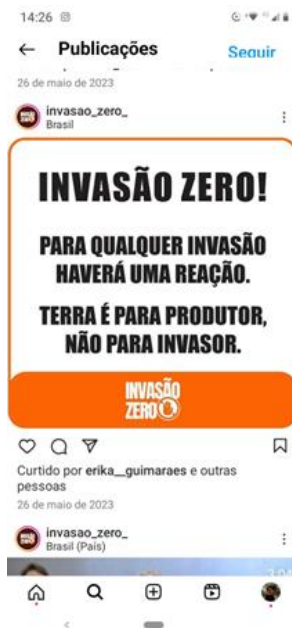 14:26
Publicações
Seguir
26 de maio de 2023
invasao_zero_
Brasil
INVASÃO ZERO!
PARA QUALQUER INVASÃO
HAVERÁ UMA REAÇÃO.
TERRA É PARA PRODUTOR,
NÃO PARA INVASOR.
INVASÃO
ZERO
Curtido por erika__guimaraes e outras
pessoas
26 de maio de 2023
invasao_zero_
Brasil (País)